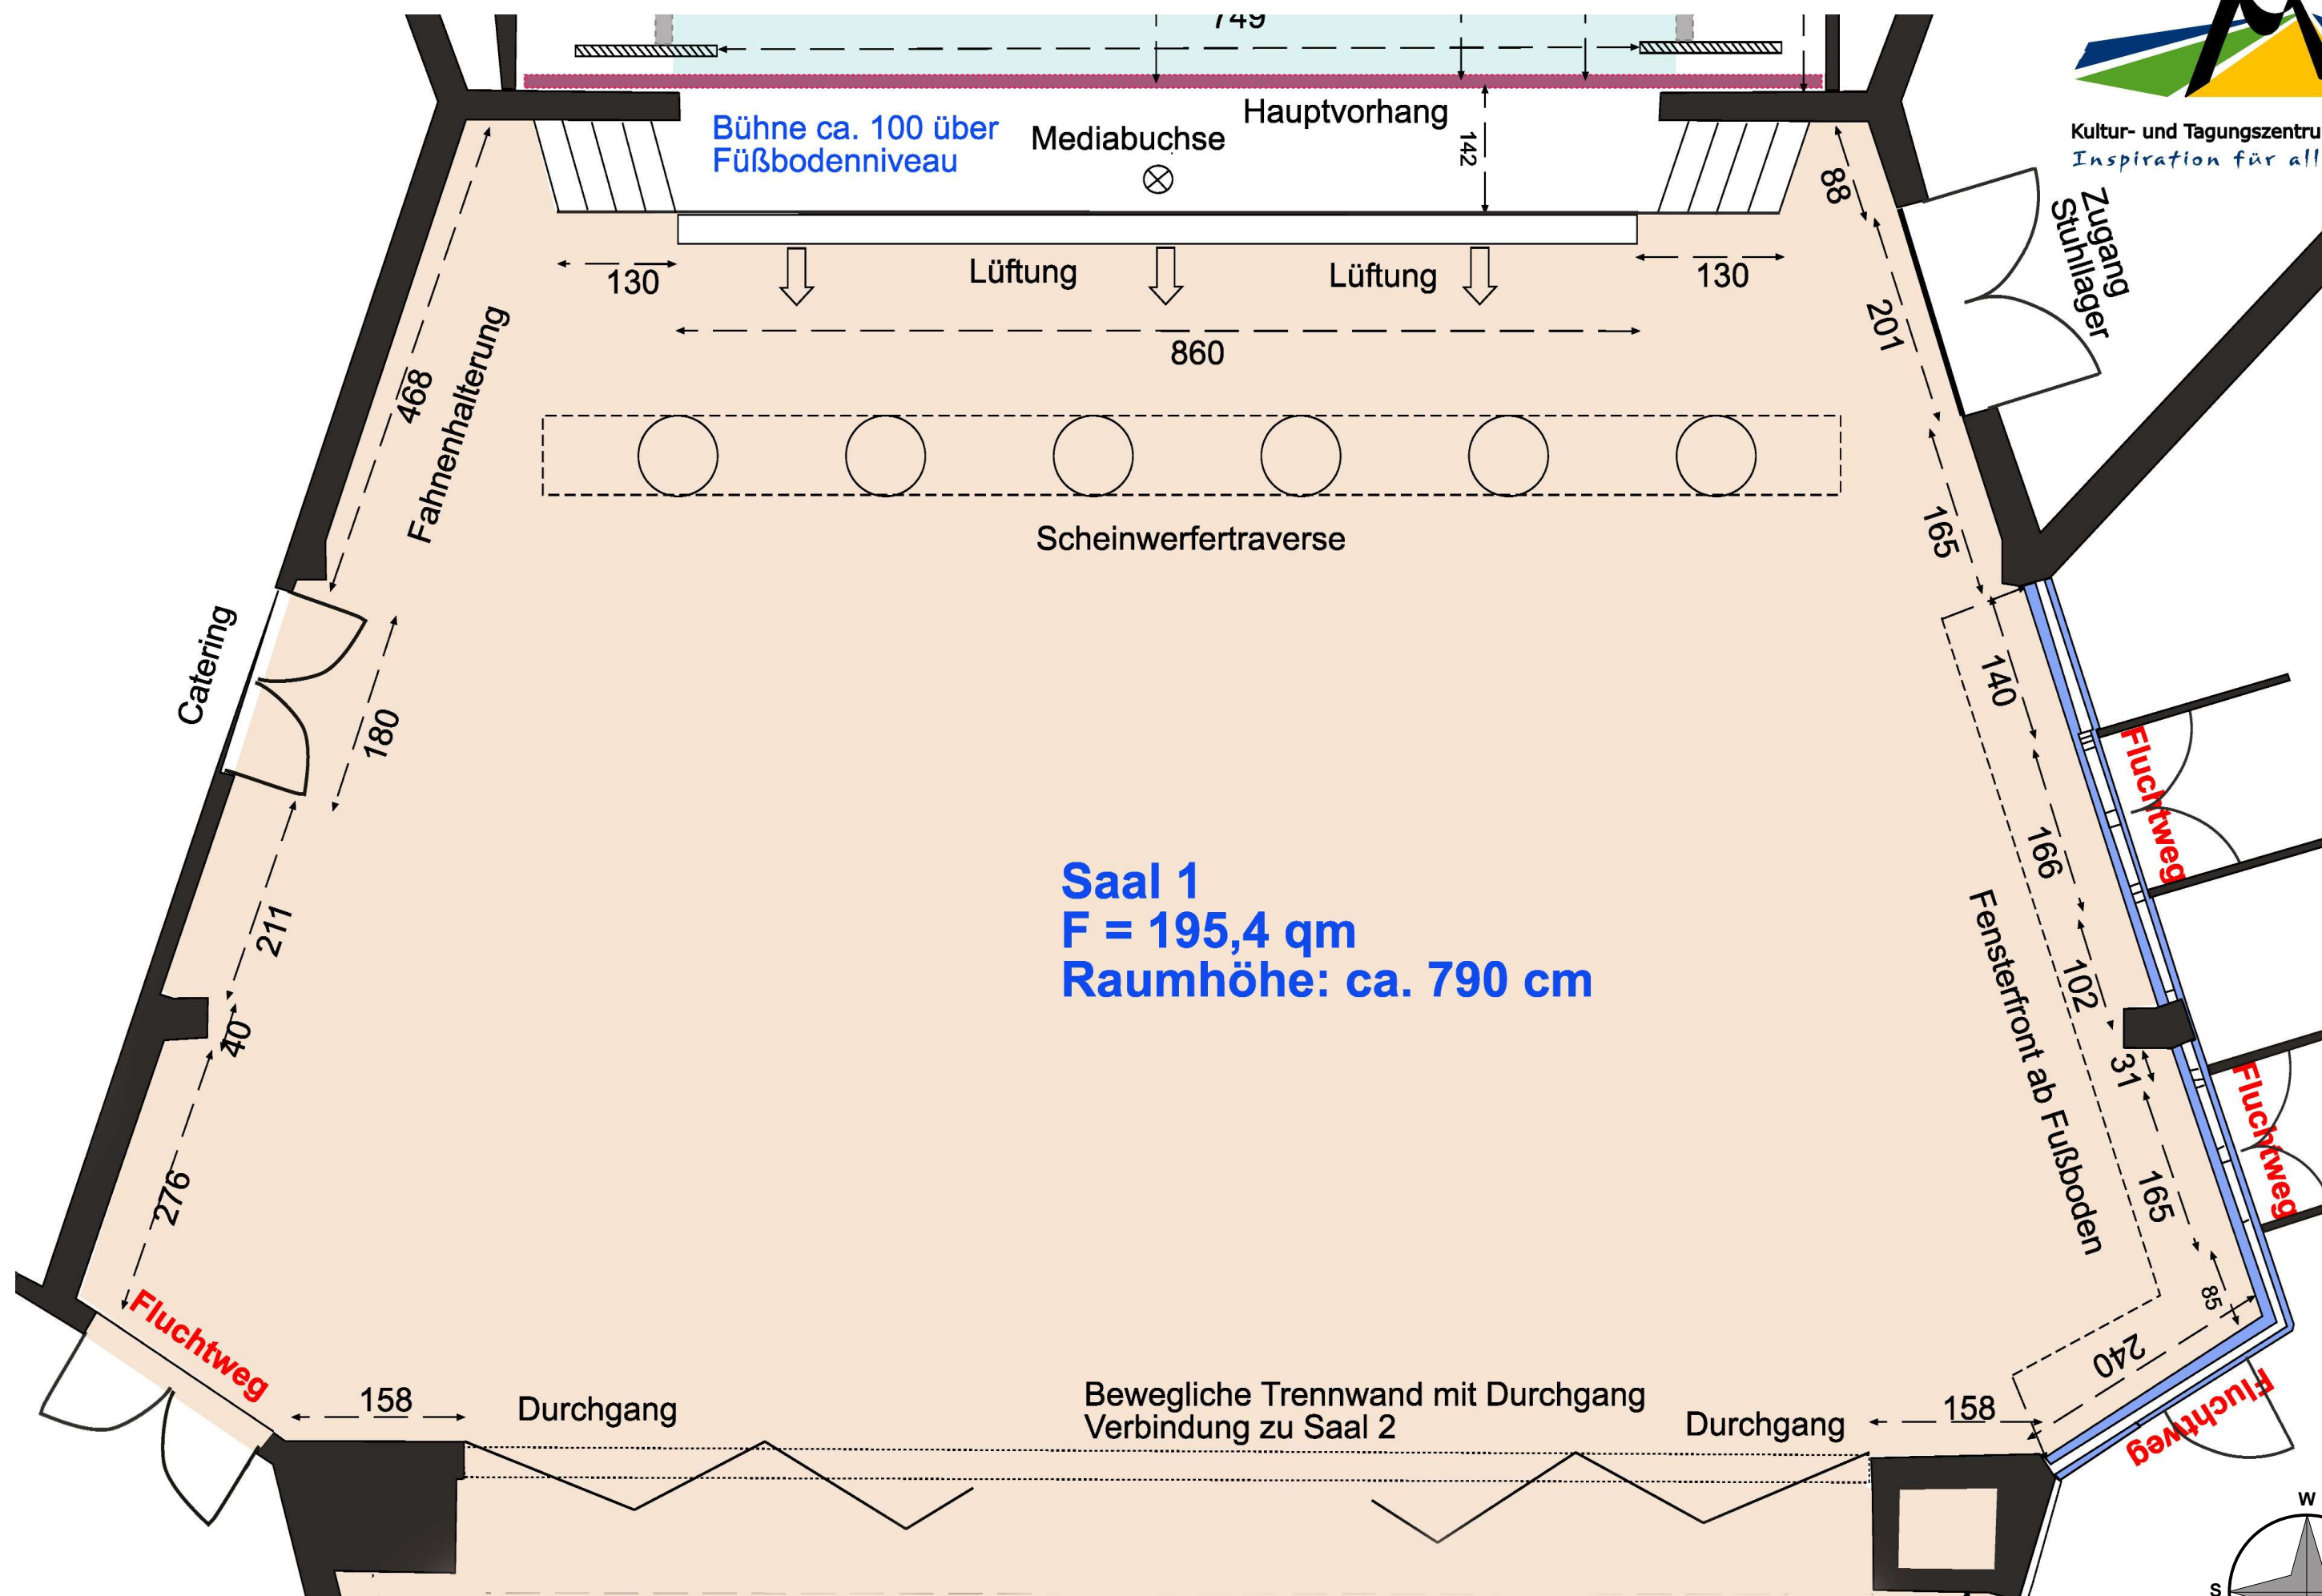 749
Hauptvorhang
Bühne ca. 100 über
Füßbodenniveau
Mediabuchse
142
Kultur- und Tagungszentru
Inspiration für all
88
Zugang
Stuhllager
130
Lüftung
Lüftung
130
201
860
468
Fahnenhalterung
Scheinwerfertraverse
165
Catering
180
140
Fluchtweg
166
Saal 1
F = 195,4 qm
Raumhöhe: ca. 790 cm
211
102
Fensterfront ab Fußboden
40
31
Fluchtweg
276
165
85
Fluchtweg
240
158
Durchgang
Bewegliche Trennwand mit Durchgang
Verbindung zu Saal 2
Durchgang
158
Fluchtweg
W
S